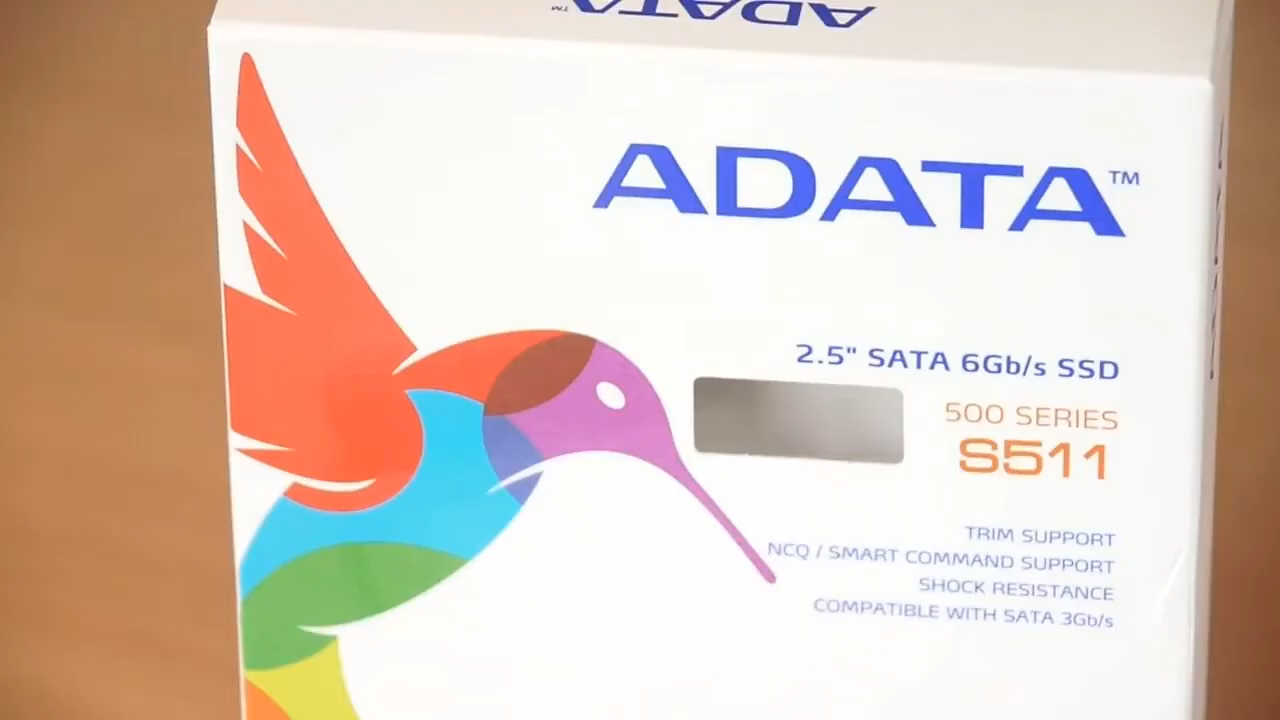 ADATA™
ADATA™
2.5" SATA 6Gb/s SSD
500 SERIES
S511
TRIM SUPPORT
NCQ / SMART COMMAND SUPPORT
SHOCK RESISTANCE
COMPATIBLE WITH SATA 3Gb/s